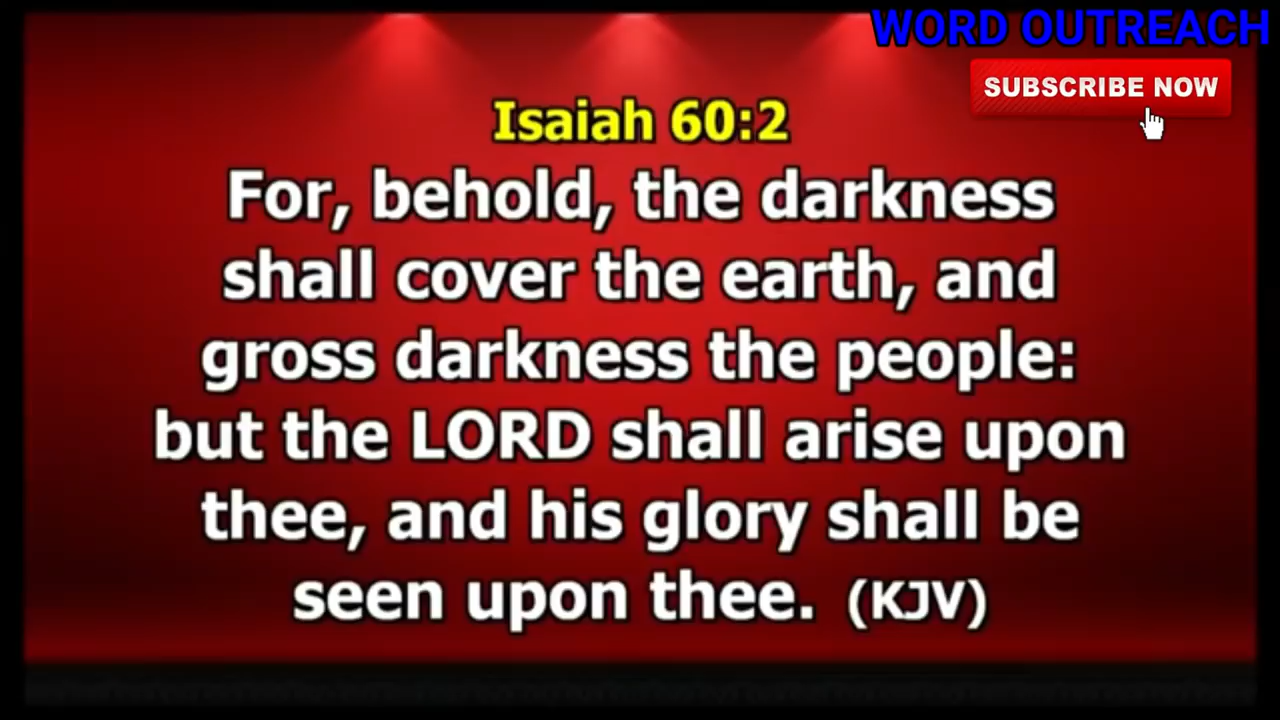 WORD OUTREACH
SUBSCRIBE NOW
Isaiah 60:2
For, behold, the darkness
shall cover the earth, and
gross darkness the people:
but the LORD shall arise upon
thee, and his glory shall be
seen upon thee. (KJV)